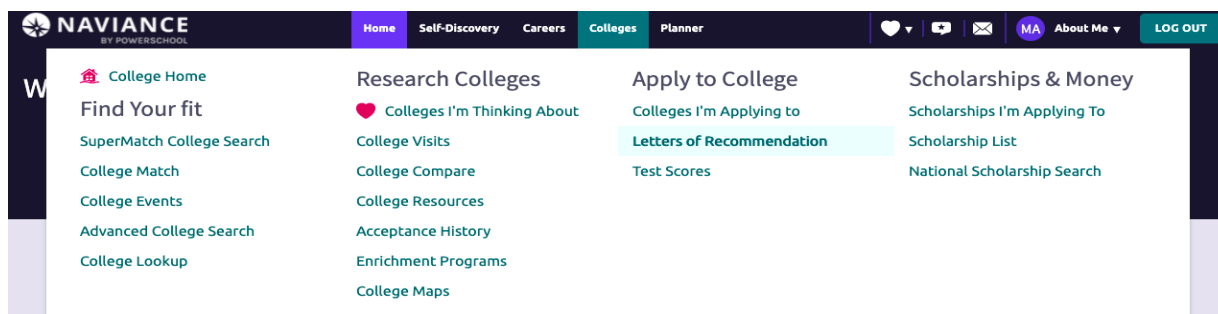 NAVIANCE
BY POWERSCHOOL
Home Self-Discovery Careers Colleges Planner
MA About Me LOG OUT
W
College Home
Find Your fit
SuperMatch College Search
College Match
College Events
Advanced College Search
College Lookup
Research Colleges
Colleges I'm Thinking About
College Visits
College Compare
College Resources
Acceptance History
Enrichment Programs
College Maps
Apply to College
Colleges I'm Applying to
Letters of Recommendation
Test Scores
Scholarships & Money
Scholarships I'm Applying To
Scholarship List
National Scholarship Search